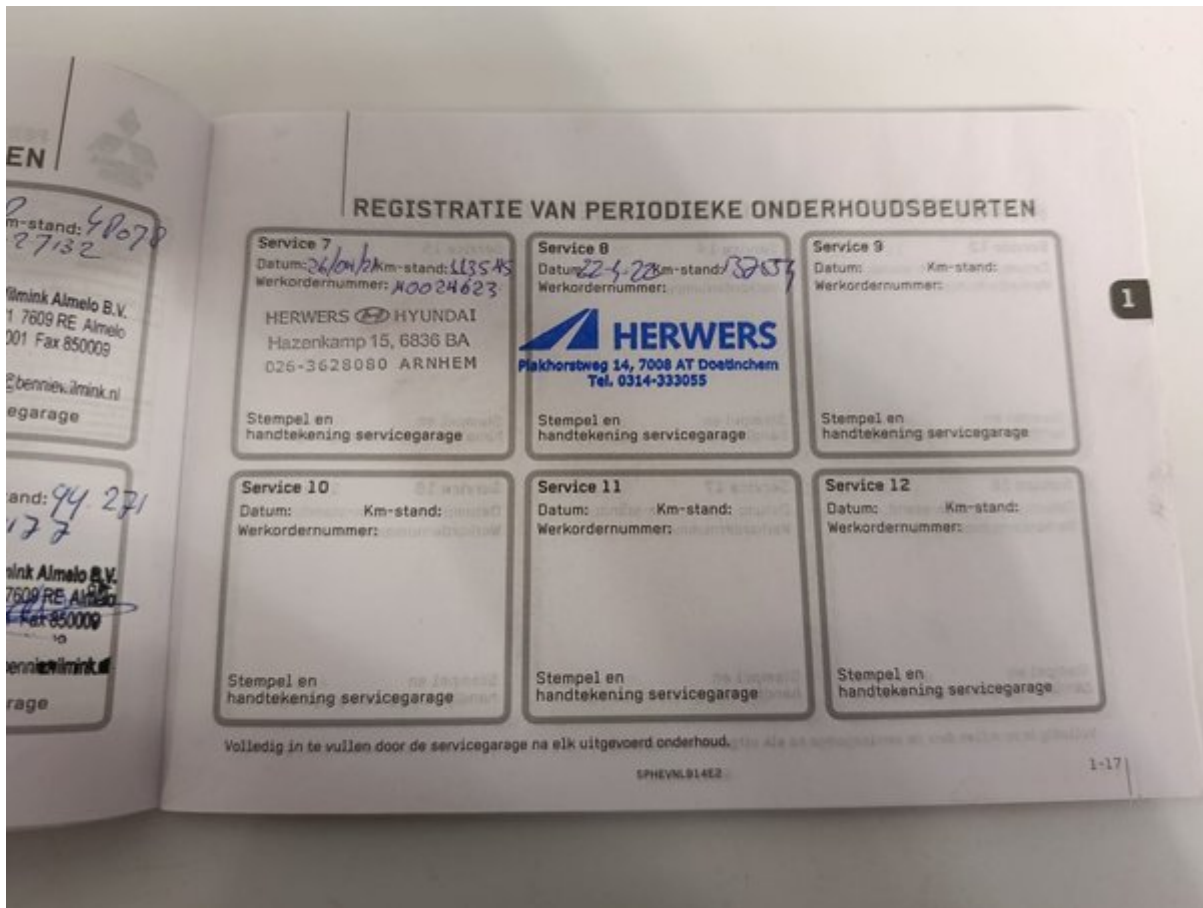 EN
m-stand: 48078
27132
ilmink Almelo B.V.
1 7609 RE Almelo
001 Fax 850009
egarage
and: 94.271
177
mink Almelo B.V.
7609 RE Almelo
Fax 850009
rage
REGISTRATIE VAN PERIODIEKE ONDERHOUDSBEURTEN
Service 7
Datum: 26/04/21 Km-stand: 113545
Werkordernummer: A0024623
HERWERS HYUNDAI
Hazenkamp 15, 6836 BA
026-3628080 ARNHEM
Stempel en
handtekening servicegarage
Service 8
Datum: 22-4-22 Km-stand:
Werkordernummer:
HERWERS
Plakhorstweg 14, 7008 AT Doetinchem
Tel. 0314-333055
Stempel en
handtekening servicegarage
Service 9
Datum: Km-stand:
Werkordernummer:
Stempel en
handtekening servicegarage
1
Service 10
Datum: Km-stand:
Werkordernummer:
Stempel en
handtekening servicegarage
Service 11
Datum: Km-stand:
Werkordernummer:
Stempel en
handtekening servicegarage
Service 12
Datum: Km-stand:
Werkordernummer:
Stempel en
handtekening servicegarage
Volledig in te vullen door de servicegarage na elk uitgevoerd onderhoud.
SPHEVNLB14E2
1-17